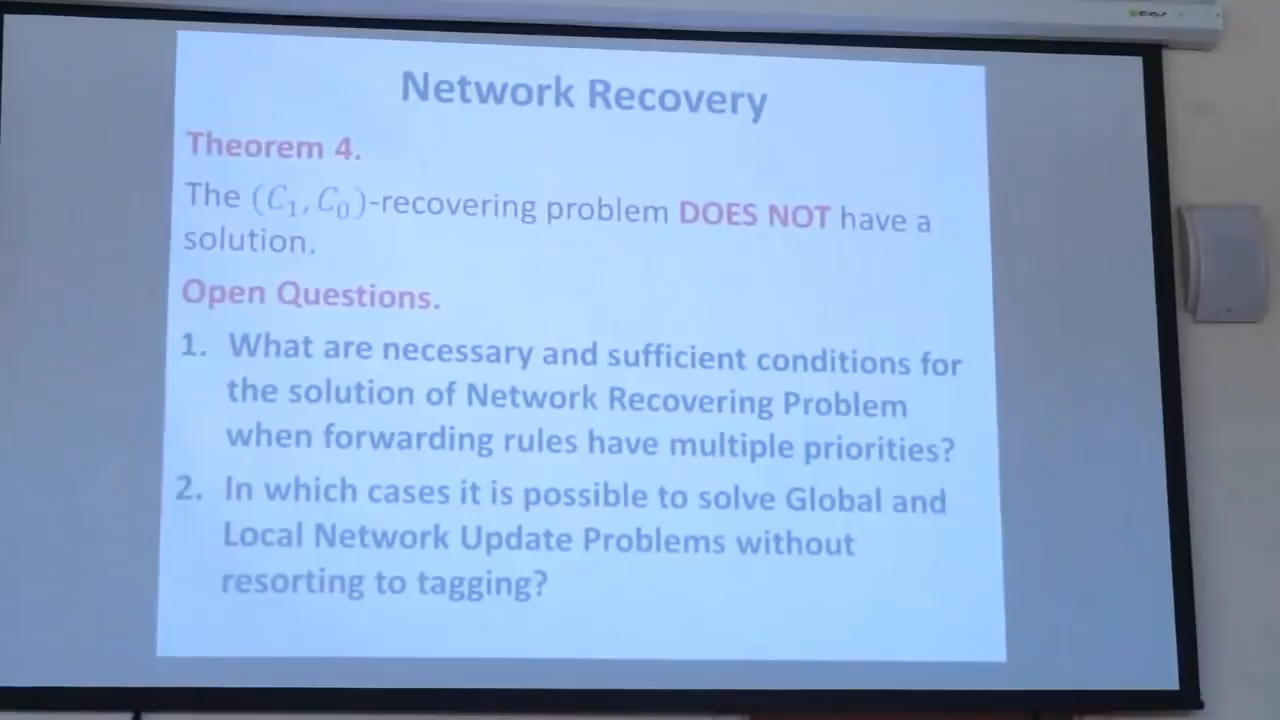 Network Recovery
Theorem 4.
The (C₁, C₀)-recovering problem DOES NOT have a
solution.
Open Questions.
1. What are necessary and sufficient conditions for
the solution of Network Recovering Problem
when forwarding rules have multiple priorities?
2. In which cases it is possible to solve Global and
Local Network Update Problems without
resorting to tagging?